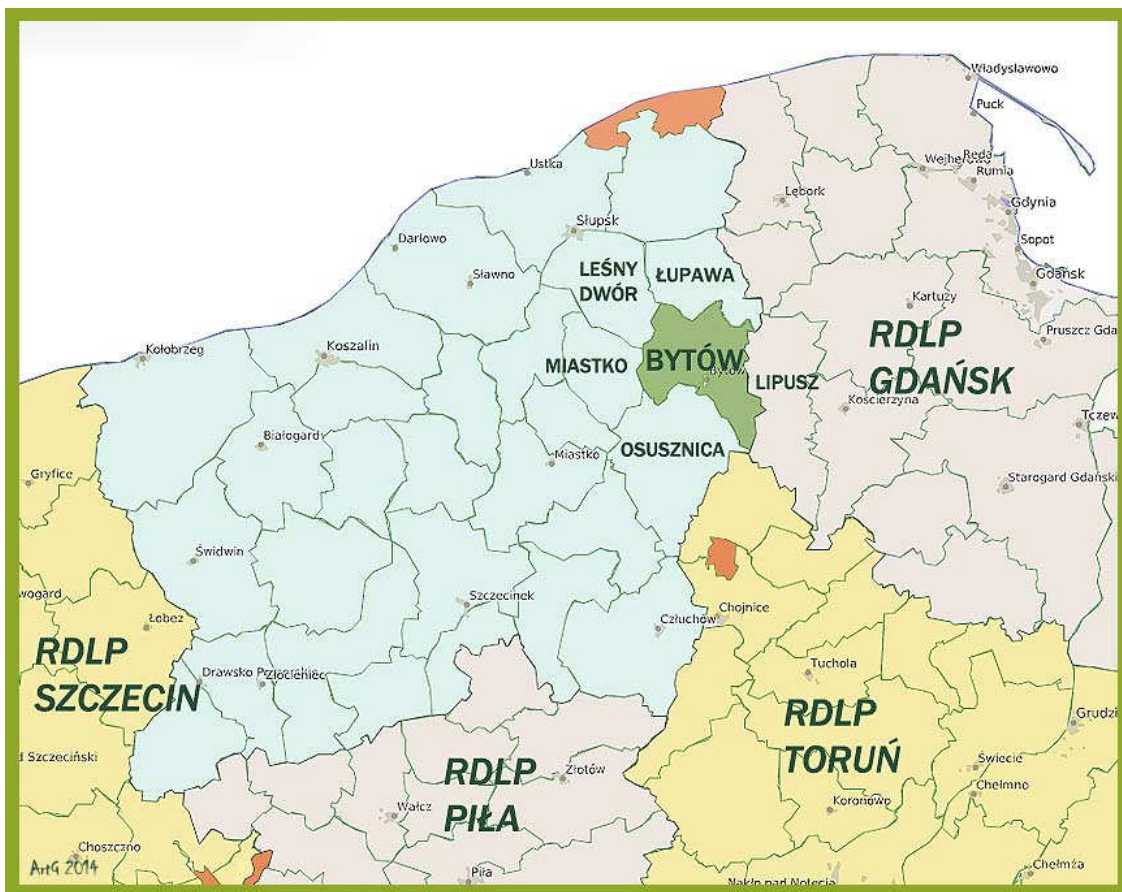 Władysławowo
Puck
Reda
Rumia
Ustka
Lębork
Gdynia
Słupsk
Darłowo
Sopot
LEŚNY
DWÓR
ŁUPAWA
Sławno
Gdańsk
Kartuzy
RDLP
GDAŃSK
Pruszcz Gda
Kołobrzeg
Koszalin
MIASTKO
BYTÓW
LIPUSZ
Kościerzyna
Tczew
Białogard
OSUSZNICA
Miastko
Gryfice
Starogard Gdański
Świdwin
wogard
Szczecinek
Łobez
Człuchów
Chojnice
RDLP
SZCZECIN
Drawsko Pomorskie
Złocieniec
Tuchola
RDLP
TORUŃ
Grudzi
d Szczeciński
RDLP
PIŁA
Złotów
Świecie
Chełmno
Wałcz
Koronowo
Choszczno
ArtG 2014
Piła
Nakło nad Notecią
Chełmża